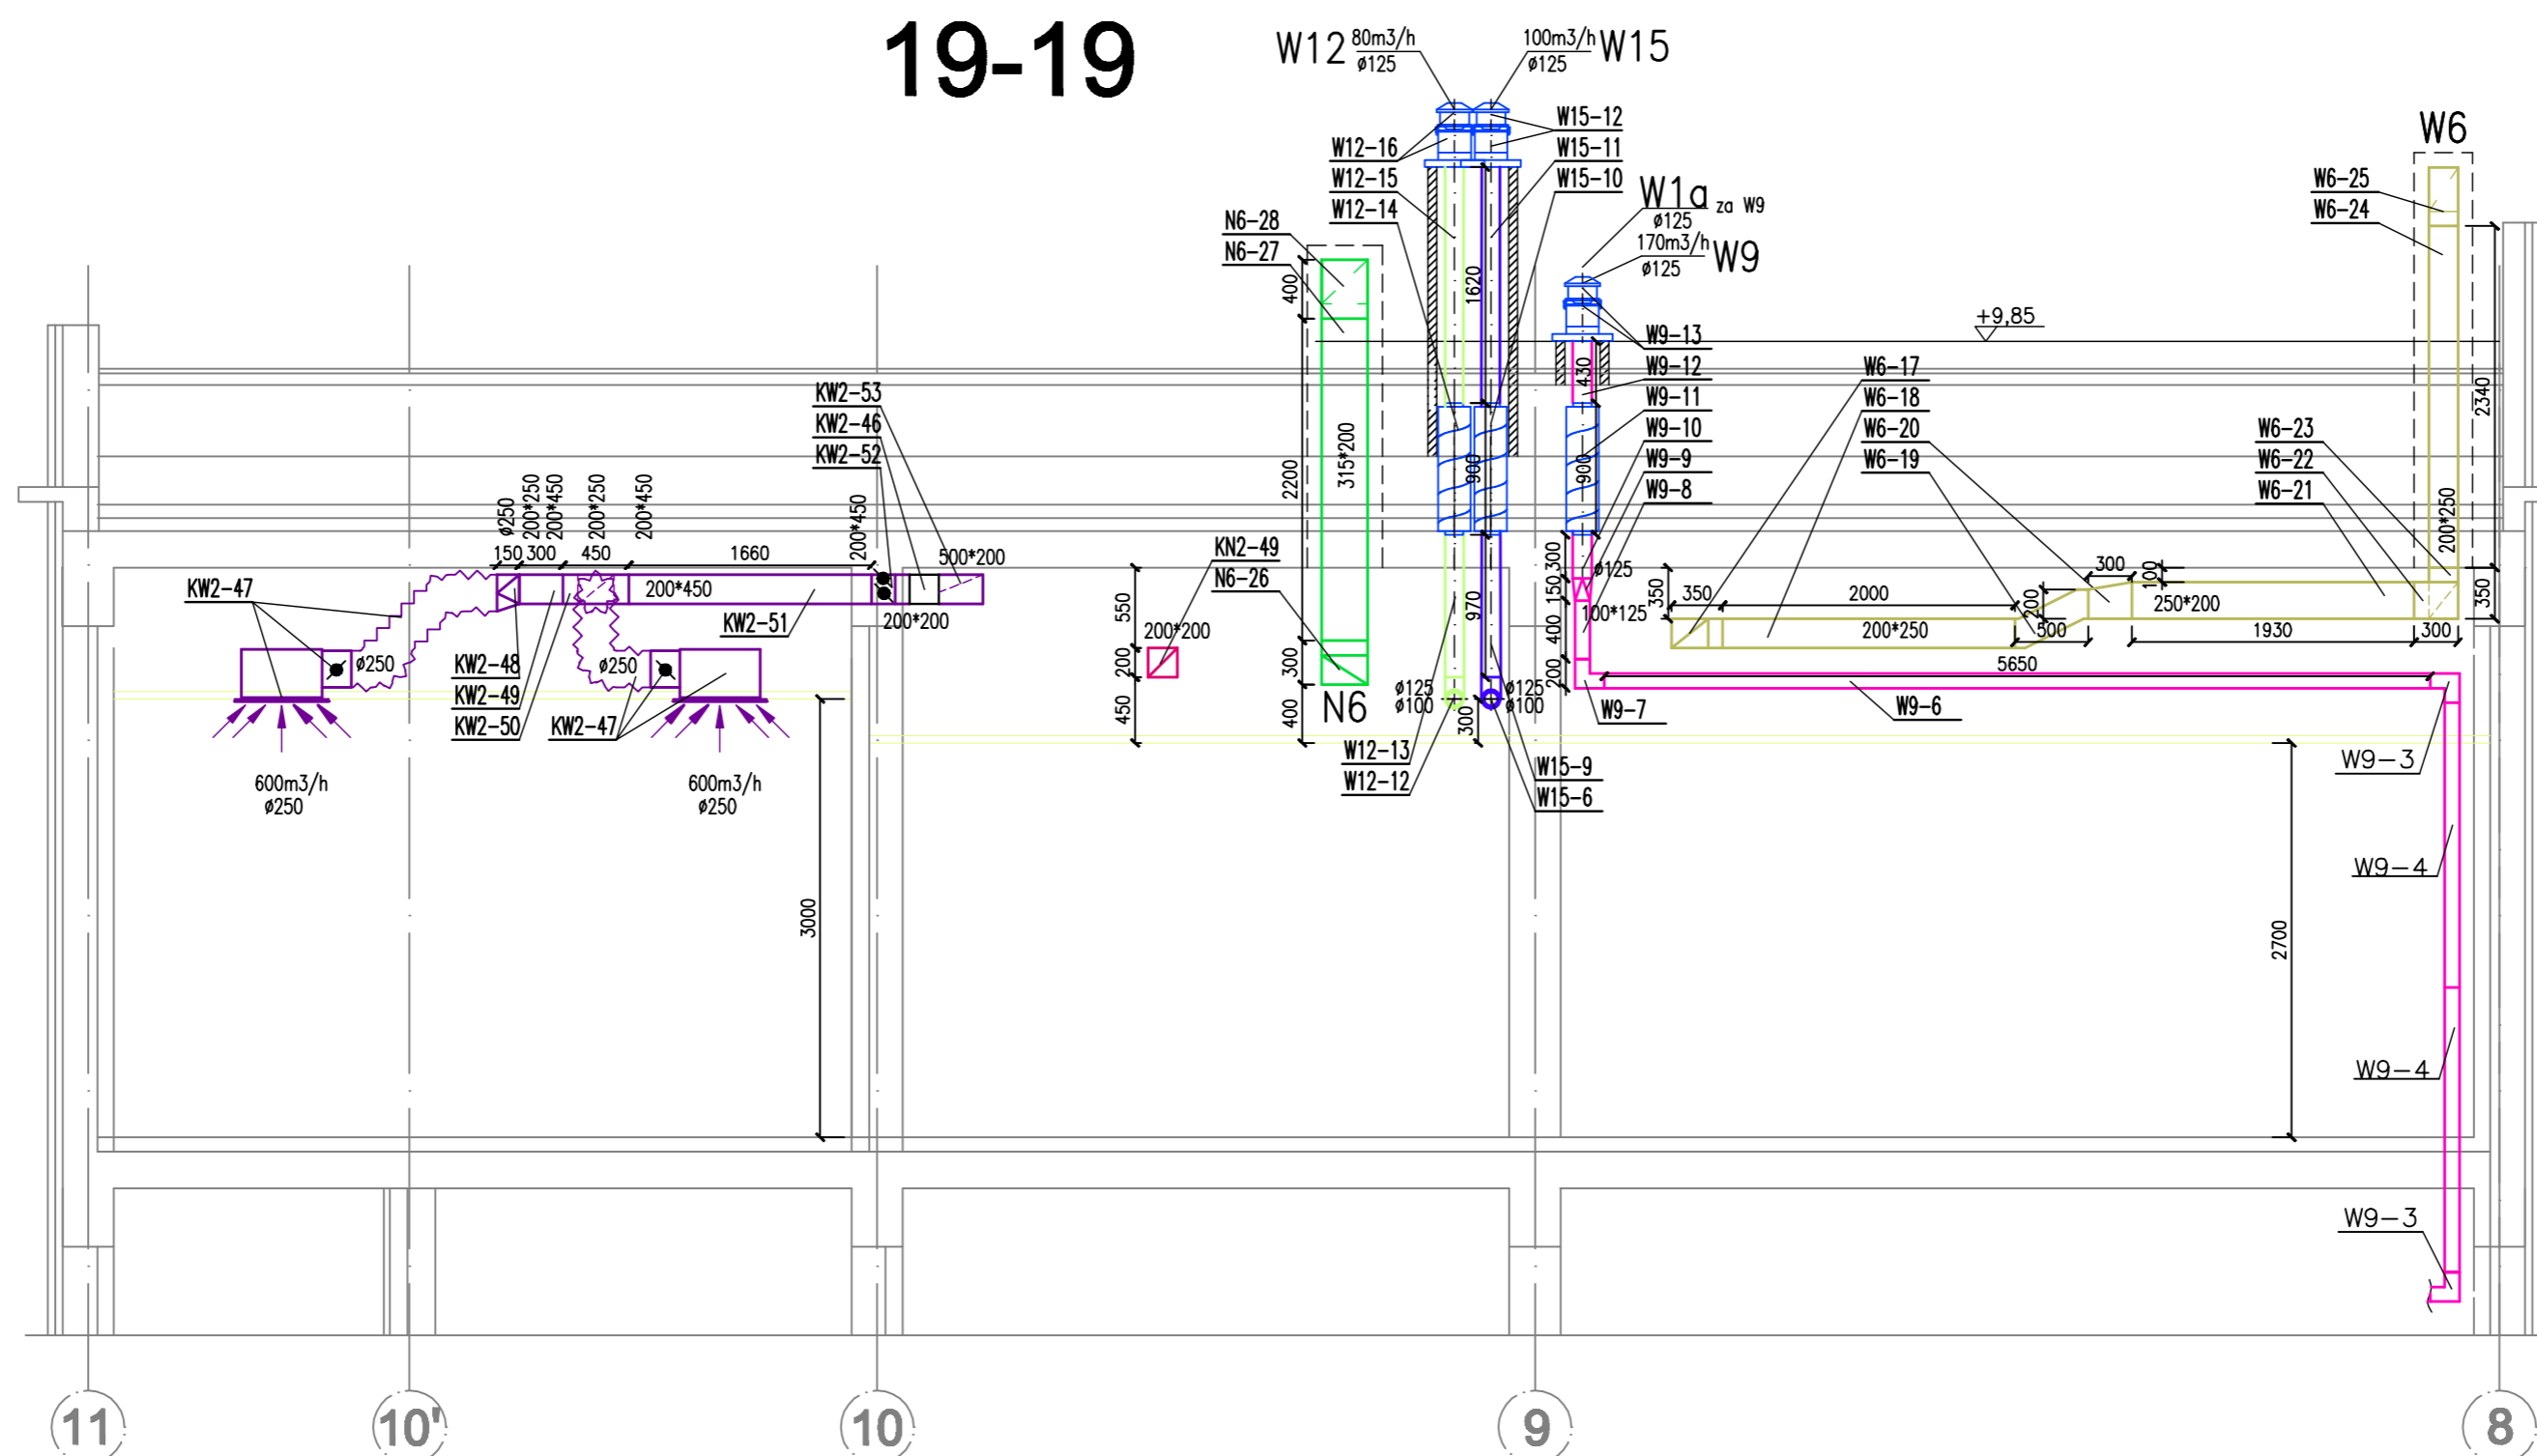 19-19
W12 80m3/h ø125
100m3/h ø125 W15
W12-16
W12-15
W12-14
W15-12
W15-11
W15-10
W1a za W9
ø125
170m3/h ø125 W9
W6
W6-25
W6-24
N6-28
N6-27
400
2200
315*200
1620
900
430
900
+9,85
2340
W9-13
W9-12
W9-11
W9-10
W9-9
W9-8
W6-17
W6-18
W6-20
W6-19
W6-23
W6-22
W6-21
200*250
KW2-53
KW2-46
KW2-52
ø250
200*250
200*450
200*250
200*450
200*450
150 300 450 1660
500*200
200*450
200*200
KW2-51
KW2-47
ø250
ø250
KW2-48
KW2-49
KW2-50
KW2-47
600m3/h
ø250
600m3/h
ø250
3000
KN2-49
N6-26
200*200
550
200
450
300
400
N6
970
ø125
ø100
ø125
ø100
300
W12-13
W12-12
W15-9
W15-6
300
150
400
200
ø125
100*125
350
350
2000
200*250
200
500
300
100
250*200
1930
300
350
5650
W9-7
W9-6
W9-3
W9-4
2700
W9-4
W9-3
11
10'
10
9
8